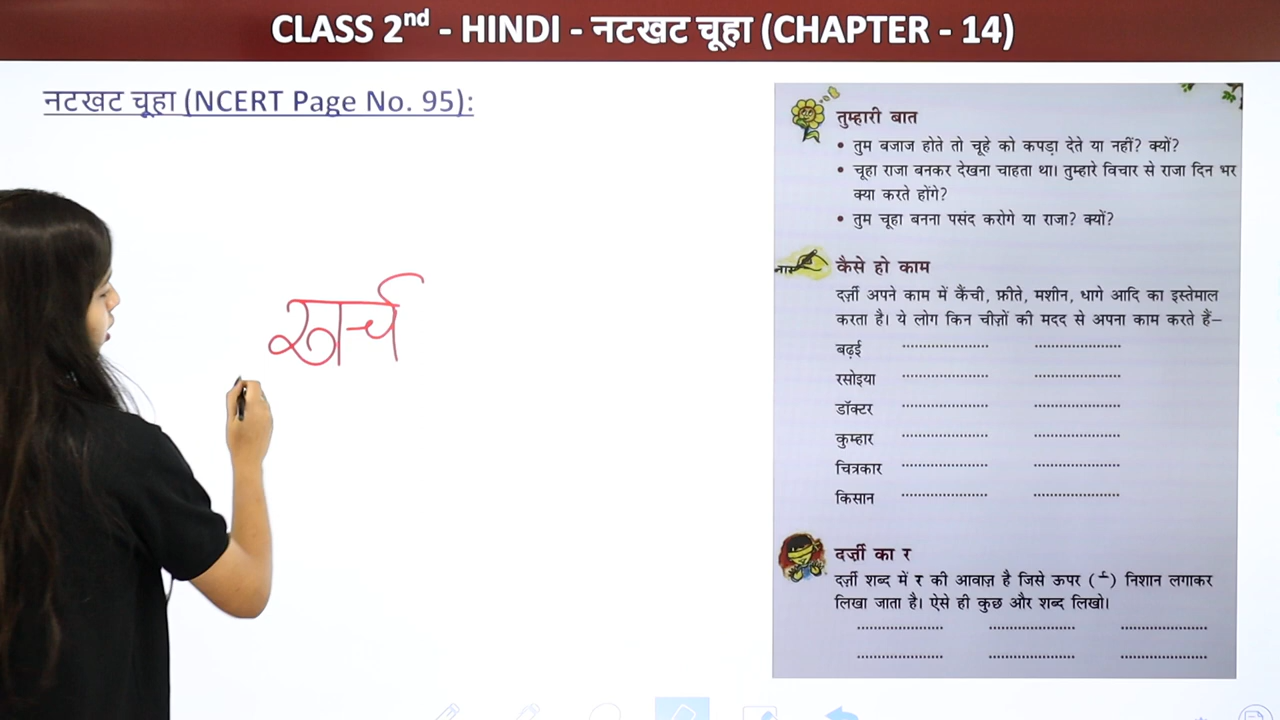 CLASS 2nd - HINDI - नटखट चूहा (CHAPTER - 14)
नटखट चूहा (NCERT Page No. 95):
खर्च
तुम्हारी बात
• तुम बजाज होते तो चूहे को कपड़ा देते या नहीं? क्यों?
• चूहा राजा बनकर देखना चाहता था। तुम्हारे विचार से राजा दिन भर
क्या करते होंगे?
• तुम चूहा बनना पसंद करोगे या राजा? क्यों?
कैसे हो काम
दर्ज़ी अपने काम में कैंची, फ़ीते, मशीन, धागे आदि का इस्तेमाल
करता है। ये लोग किन चीज़ों की मदद से अपना काम करते हैं–
बढ़ई ..................... .....................
रसोइया ..................... .....................
डॉक्टर ..................... .....................
कुम्हार ..................... .....................
चित्रकार ..................... .....................
किसान ..................... .....................
दर्ज़ी का र
दर्ज़ी शब्द में र की आवाज़ है जिसे ऊपर (र्) निशान लगाकर
लिखा जाता है। ऐसे ही कुछ और शब्द लिखो।
..................... ..................... .....................
..................... ..................... .....................